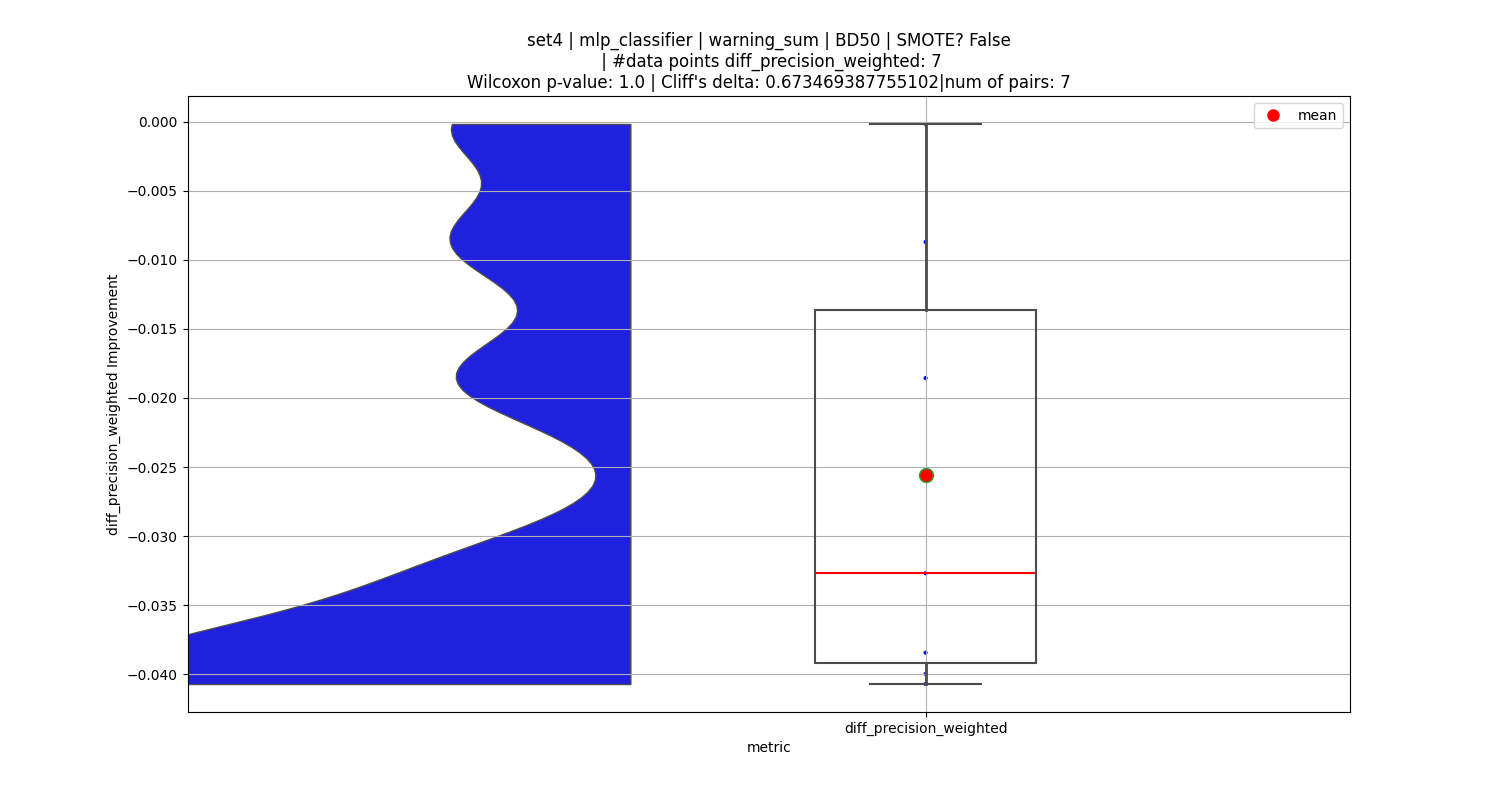 set4 | mlp_classifier | warning_sum | BD50 | SMOTE? False
| #data points diff_precision_weighted: 7
Wilcoxon p-value: 1.0 | Cliff's delta: 0.673469387755102|num of pairs: 7
mean
0.000
−0.005
−0.010
−0.015
−0.020
−0.025
−0.030
−0.035
−0.040
diff_precision_weighted Improvement
diff_precision_weighted
metric